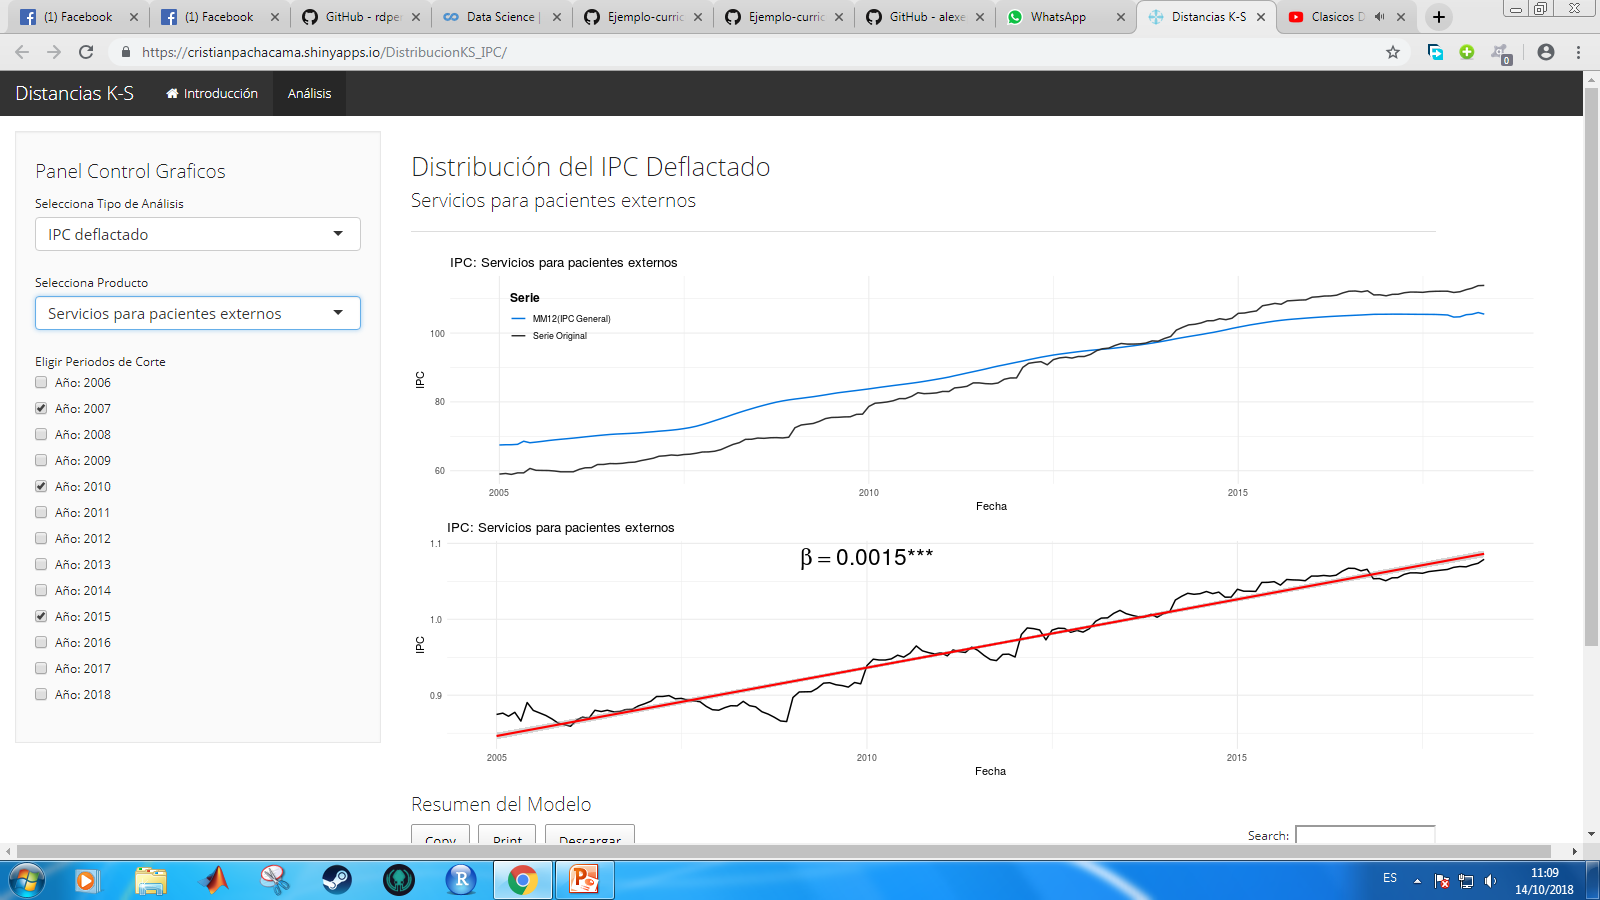 (1) Facebook
(1) Facebook
GitHub - rdpe
Data Science |
Ejemplo-curric
Ejemplo-curric
GitHub - alexe
WhatsApp
Distancias K-S
Clasicos D
https://cristianpachacama.shinyapps.io/DistribucionKS_IPC/
0
Distancias K-S
Introducción
Análisis
Panel Control Graficos
Selecciona Tipo de Análisis
IPC deflactado
Selecciona Producto
Servicios para pacientes externos
Eligir Periodos de Corte
Año: 2006
Año: 2007
Año: 2008
Año: 2009
Año: 2010
Año: 2011
Año: 2012
Año: 2013
Año: 2014
Año: 2015
Año: 2016
Año: 2017
Año: 2018
Distribución del IPC Deflactado
Servicios para pacientes externos
IPC: Servicios para pacientes externos
Serie
MM12(IPC General)
Serie Original
100
80
60
IPC
2005
2010
2015
Fecha
IPC: Servicios para pacientes externos
β = 0.0015***
1.1
1.0
0.9
IPC
2005
2010
2015
Fecha
Resumen del Modelo
Copy
Print
Descargar
Search:
ES
11:09
14/10/2018